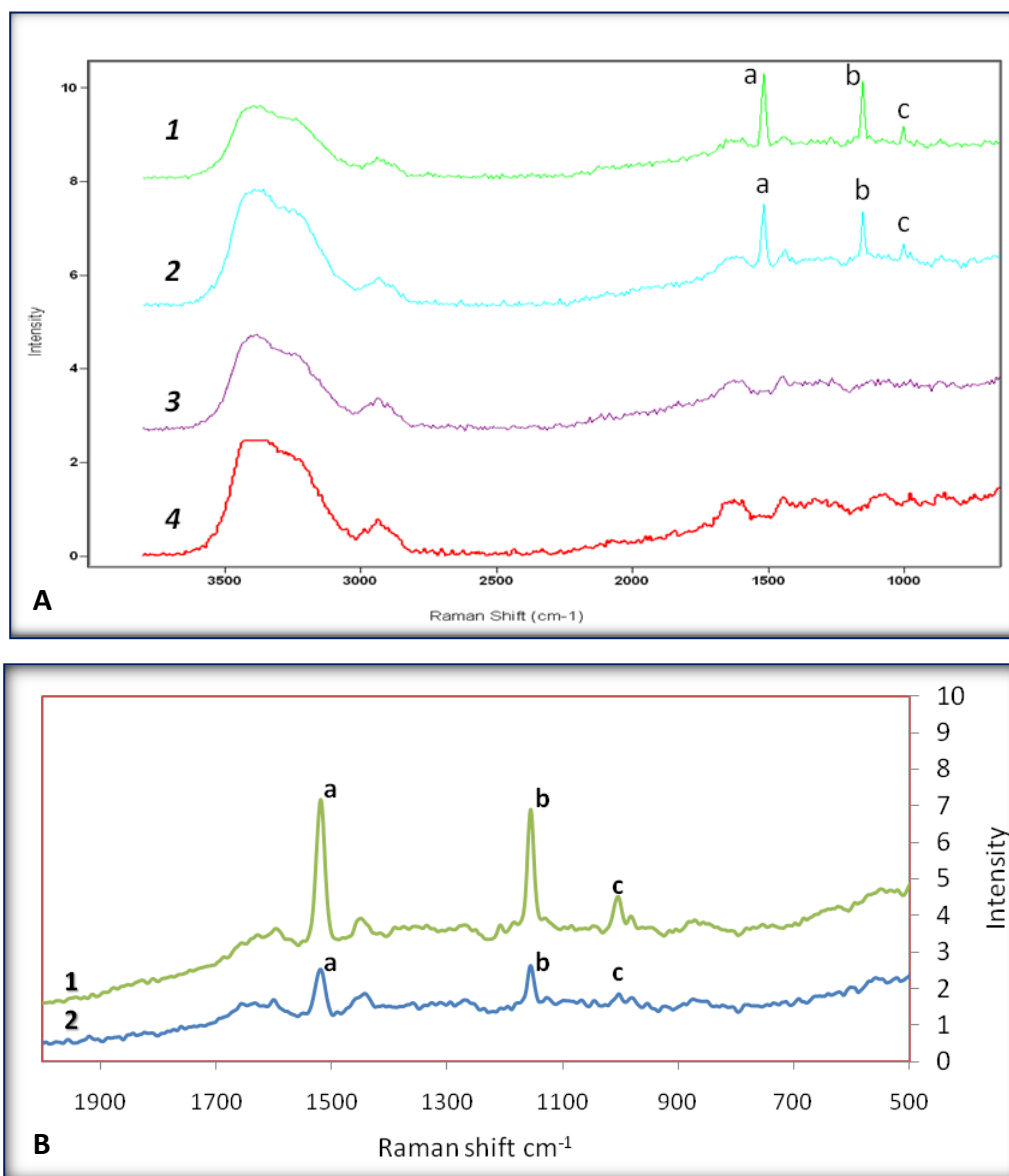 a
b
10
1
c
8
a
b
2
c
6
Intensity
4
3
2
4
0
3500 3000 2500 2000 1500 1000
A
Raman Shift (cm-1)
10
9
8
a
b
7
6
Intensity
5
c
4
3
a
b
1
c
2
2
1
0
1900 1700 1500 1300 1100 900 700 500
B
Raman shift cm-1